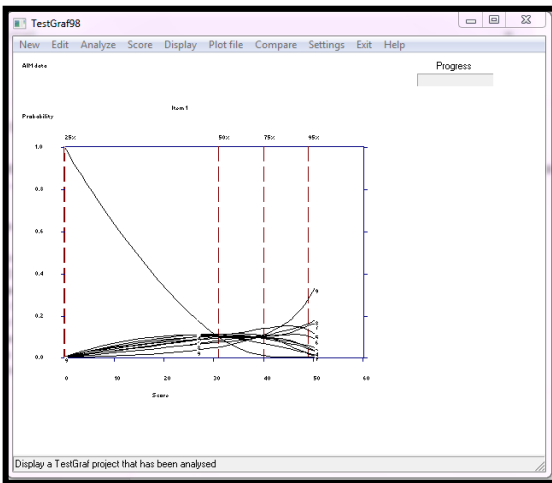 TestGraf98
New Edit Analyze Score Display Plot file Compare Settings Exit Help
AIM data
Progress
Item 1
Probability
25% 50% 75% 95%
1.0
0.8
0.6
0.4
0.2
0.0
0 10 20 30 40 50 60
Score
Display a TestGraf project that has been analysed